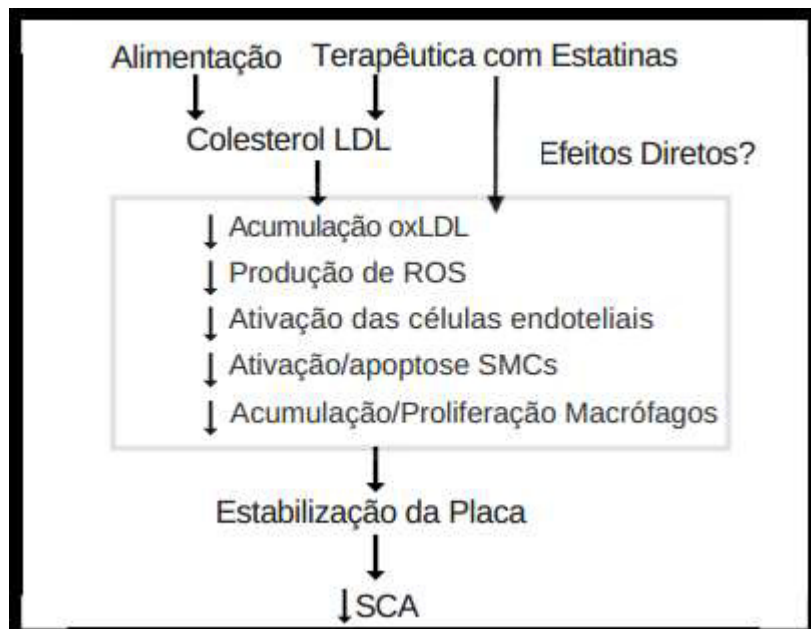 Alimentação Terapêutica com Estatinas
Colesterol LDL
Efeitos Diretos?
↓ Acumulação oxLDL
↓ Produção de ROS
↓ Ativação das células endoteliais
↓ Ativação/apoptose SMCs
↓ Acumulação/Proliferação Macrófagos
Estabilização da Placa
↓SCA